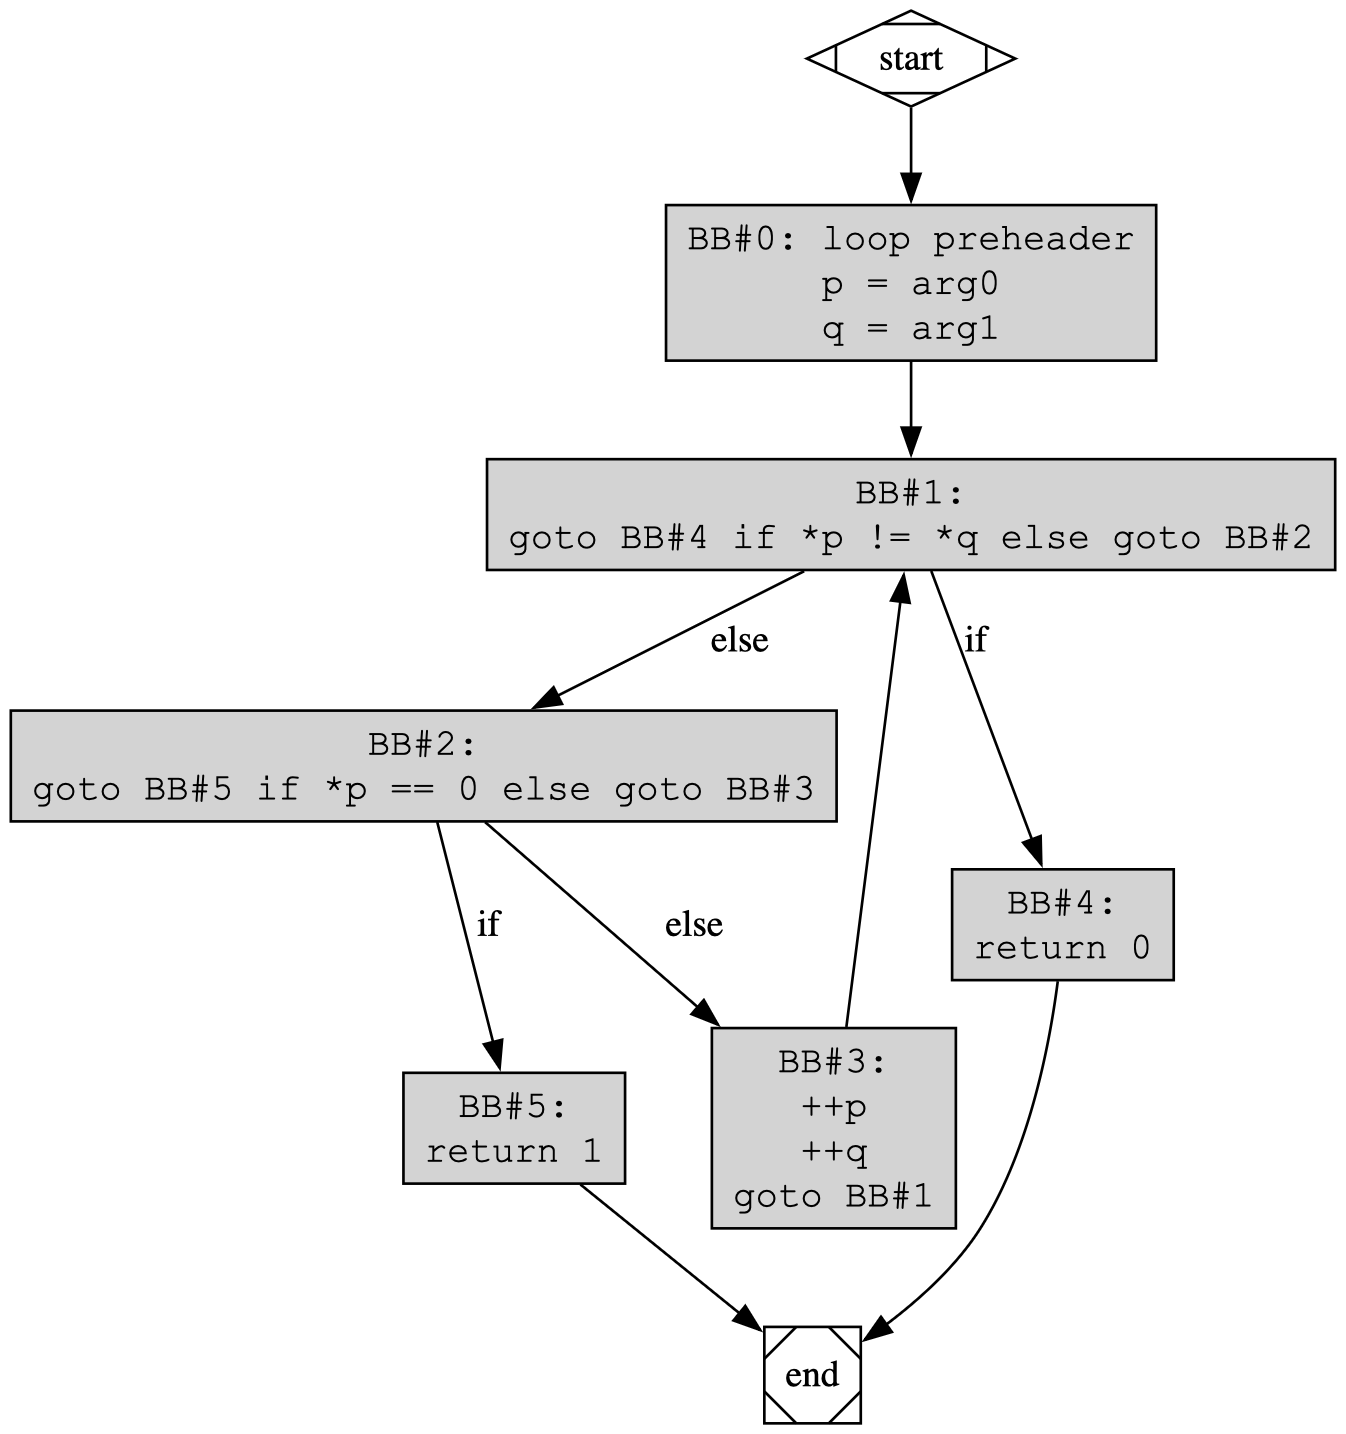 start
BB#0: loop preheader
p = arg0
q = arg1
BB#1:
goto BB#4 if *p != *q else goto BB#2
else
if
BB#2:
goto BB#5 if *p == 0 else goto BB#3
if
else
BB#4:
return 0
BB#3:
++p
++q
goto BB#1
BB#5:
return 1
end